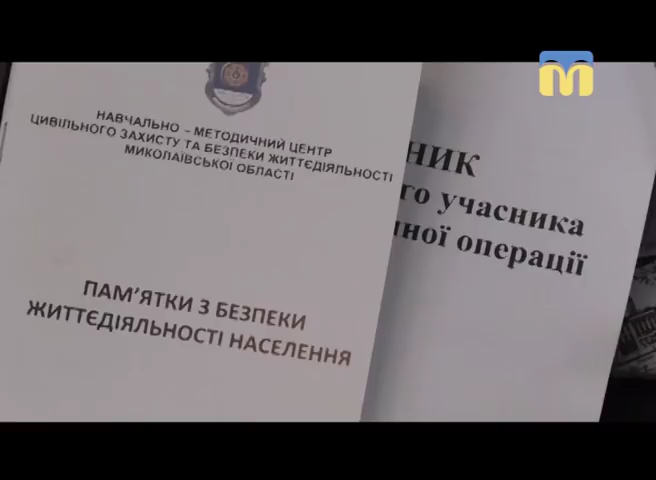 НАВЧАЛЬНО – МЕТОДИЧНИЙ ЦЕНТР
ЦИВІЛЬНОГО ЗАХИСТУ ТА БЕЗПЕКИ ЖИТТЄДІЯЛЬНОСТІ
МИКОЛАЇВСЬКОЇ ОБЛАСТІ
ПАМ’ЯТКИ З БЕЗПЕКИ
ЖИТТЄДІЯЛЬНОСТІ НАСЕЛЕННЯ
НИК
го учасника
ної операції